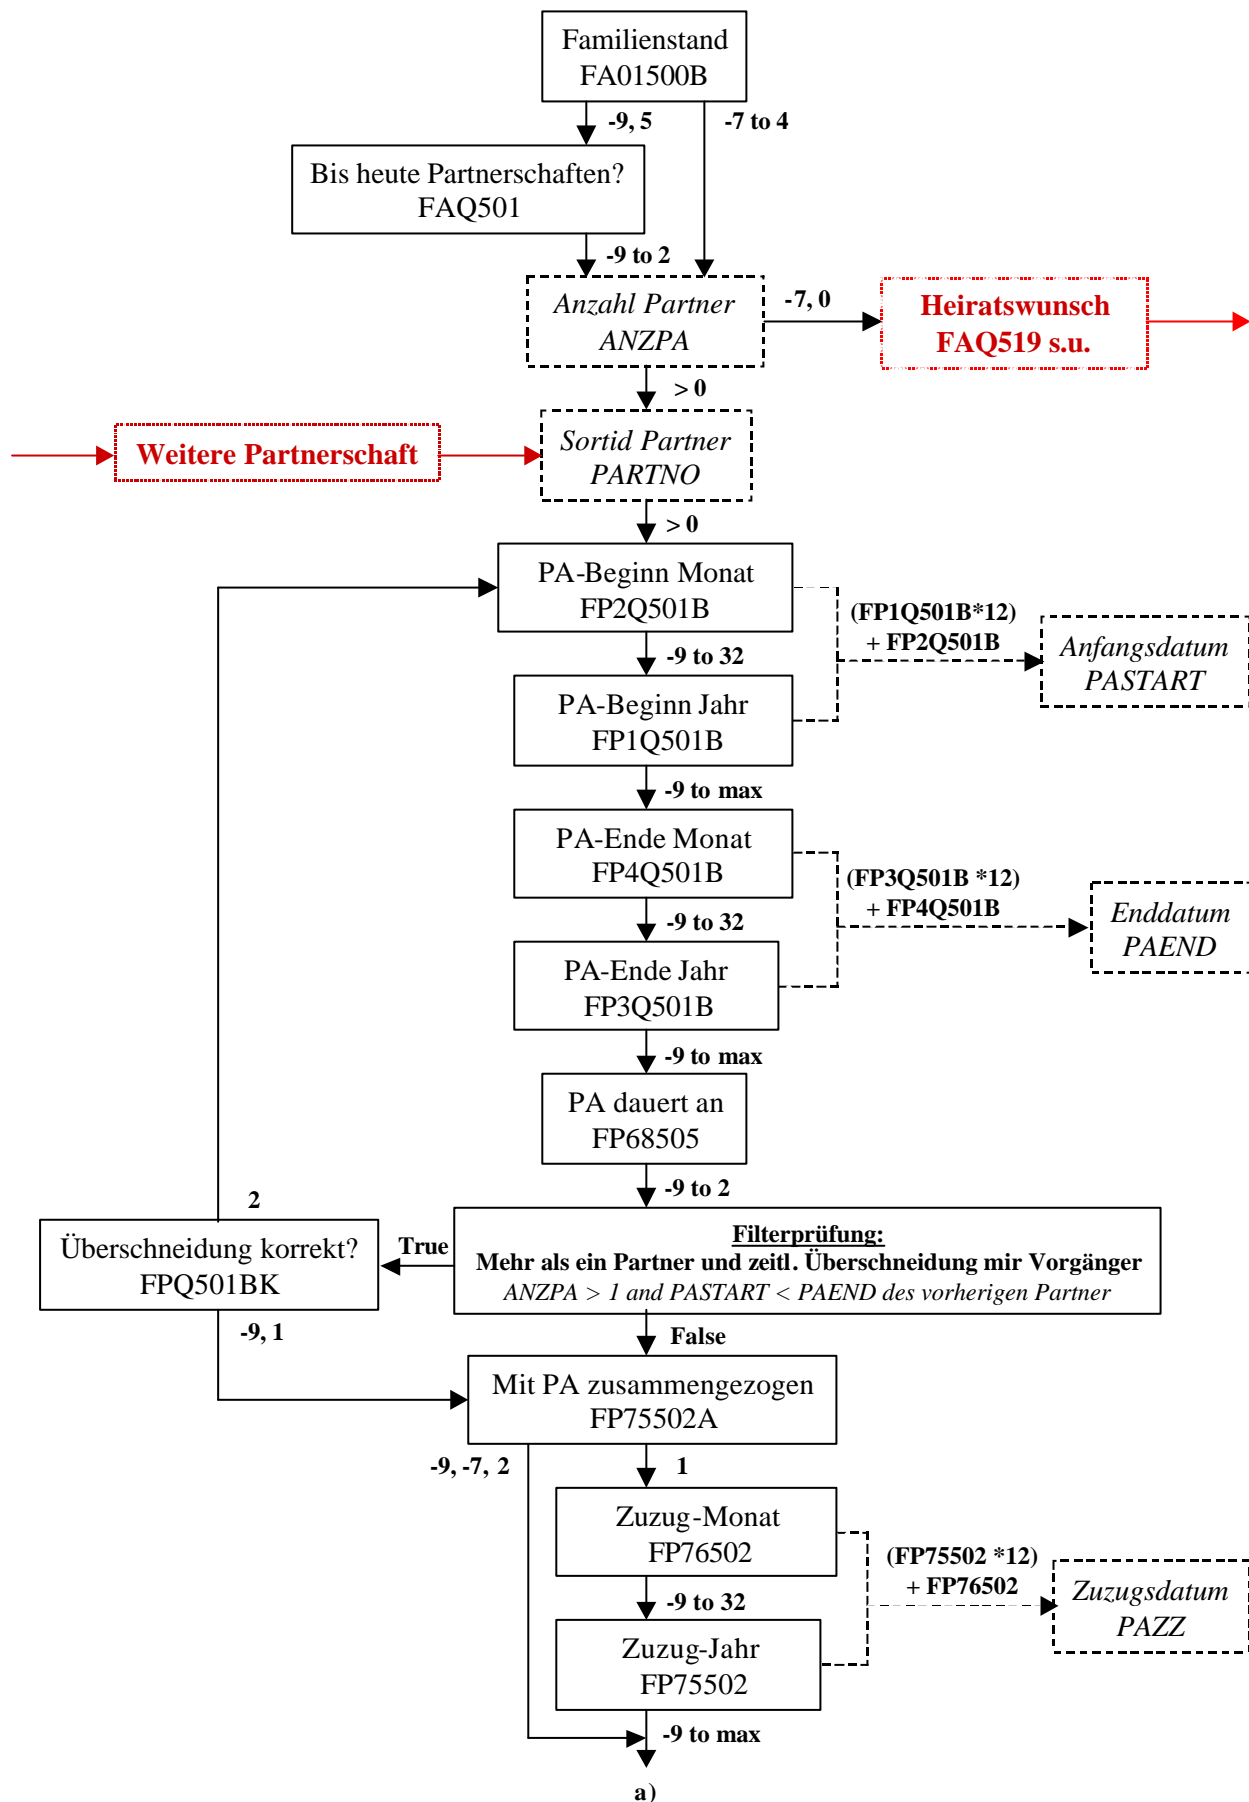 Familienstand
FA01500B
-9, 5
-7 to 4
Bis heute Partnerschaften?
FAQ501
-9 to 2
Anzahl Partner
ANZPA
-7, 0
Heiratswunsch
FAQ519 s.u.
> 0
Weitere Partnerschaft
Sortid Partner
PARTNO
> 0
PA-Beginn Monat
FP2Q501B
(FP1Q501B*12)
+ FP2Q501B
Anfangsdatum
PASTART
-9 to 32
PA-Beginn Jahr
FP1Q501B
-9 to max
PA-Ende Monat
FP4Q501B
(FP3Q501B *12)
+ FP4Q501B
Enddatum
PAEND
-9 to 32
PA-Ende Jahr
FP3Q501B
-9 to max
PA dauert an
FP68505
-9 to 2
2
Überschneidung korrekt?
FPQ501BK
True
Filterprüfung:
Mehr als ein Partner und zeitl. Überschneidung mir Vorgänger
ANZPA > 1 and PASTART < PAEND des vorherigen Partner
-9, 1
False
Mit PA zusammengezogen
FP75502A
-9, -7, 2
1
Zuzug-Monat
FP76502
(FP75502 *12)
+ FP76502
Zuzugsdatum
PAZZ
-9 to 32
Zuzug-Jahr
FP75502
-9 to max
a)